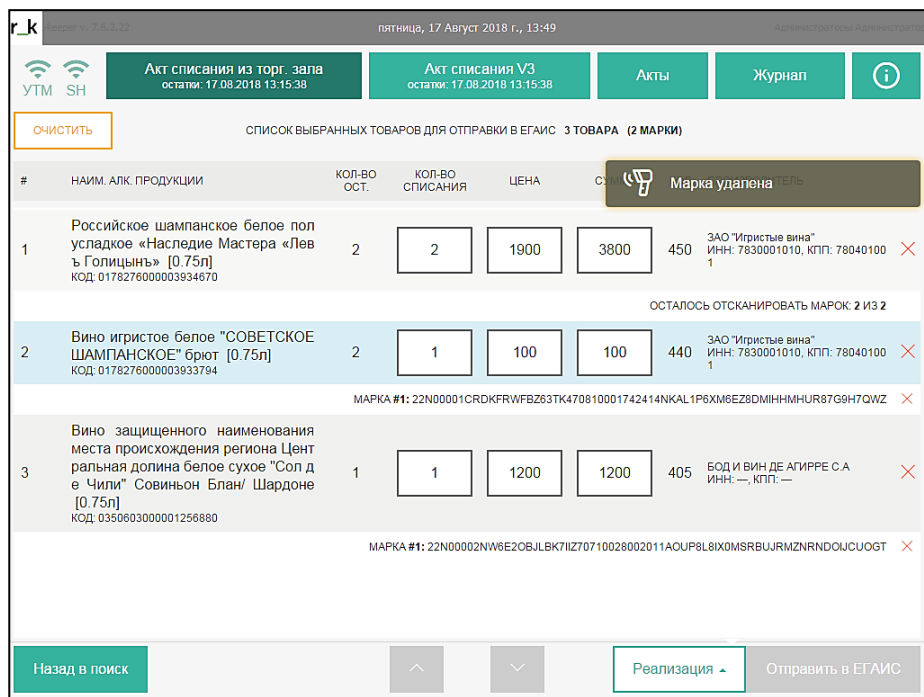 r_k keeper v. 7.6.2.22 пятница, 17 Август 2018 г., 13:49 Администраторы Администратор
УТМ SH
Акт списания из торг. зала
остатки: 17.08.2018 13:15:38
Акт списания V3
остатки: 17.08.2018 13:15:38
Акты
Журнал
ОЧИСТИТЬ
СПИСОК ВЫБРАННЫХ ТОВАРОВ ДЛЯ ОТПРАВКИ В ЕГАИС 3 ТОВАРА (2 МАРКИ)
# НАИМ. АЛК. ПРОДУКЦИИ
КОЛ-ВО
ОСТ.
КОЛ-ВО
СПИСАНИЯ
ЦЕНА
Марка удалена
1
Российское шампанское белое пол
усладкое «Наследие Мастера «Лев
ъ Голицынъ» [0.75л]
КОД: 0178276000003934670
2 2 1900 3800 450
ЗАО "Игристые вина"
ИНН: 7830001010, КПП: 78040100
1
ОСТАЛОСЬ ОТСКАНИРОВАТЬ МАРОК: 2 ИЗ 2
2
Вино игристое белое "СОВЕТСКОЕ
ШАМПАНСКОЕ" брют [0.75л]
КОД: 0178276000003933794
2 1 100 100 440
ЗАО "Игристые вина"
ИНН: 7830001010, КПП: 78040100
1
МАРКА #1: 22N00001CRDKFRWFBZ63TK470810001742414NKAL1P6XM6EZ8DMIHHMHUR87G9H7QWZ
3
Вино защищенного наименования
места происхождения региона Цент
ральная долина белое сухое "Сол д
е Чили" Совиньон Блан/ Шардоне
[0.75л]
КОД: 0350603000001256880
1 1 1200 1200 405
БОД И ВИН ДЕ АГИРРЕ С.А
ИНН: —, КПП: —
МАРКА #1: 22N00002NW6E2OBJLBK7IIZ70710028002011AOUP8L8IX0MSRBUJRMZNRNDOIJCUOGT
Назад в поиск
Реализация
Отправить в ЕГАИС